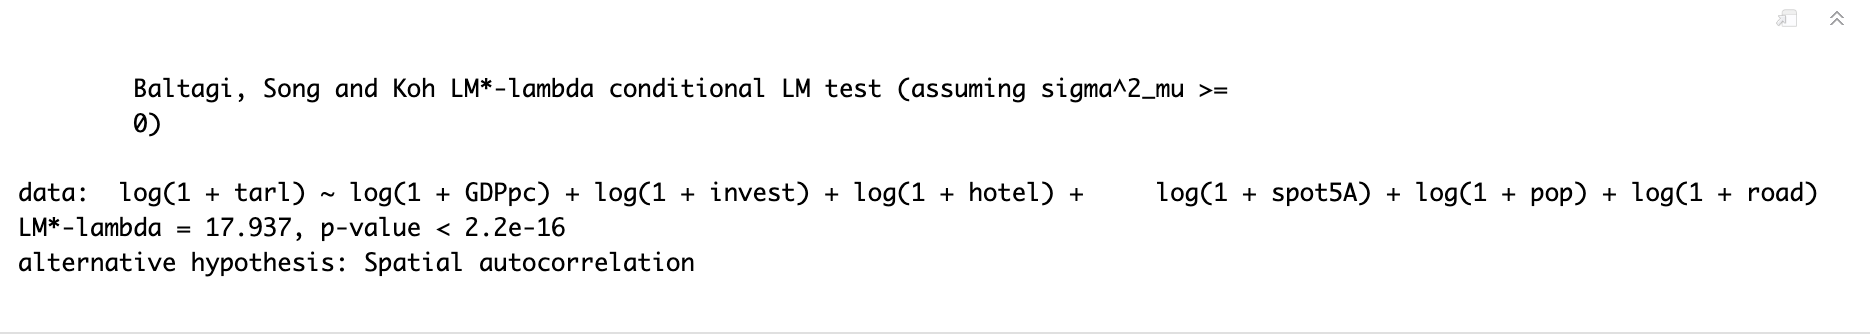 Baltagi, Song and Koh LM*-lambda conditional LM test (assuming sigma^2_mu >=
0)
data:  log(1 + tarl) ~ log(1 + GDPpc) + log(1 + invest) + log(1 + hotel) +     log(1 + spot5A) + log(1 + pop) + log(1 + road)
LM*-lambda = 17.937, p-value < 2.2e-16
alternative hypothesis: Spatial autocorrelation